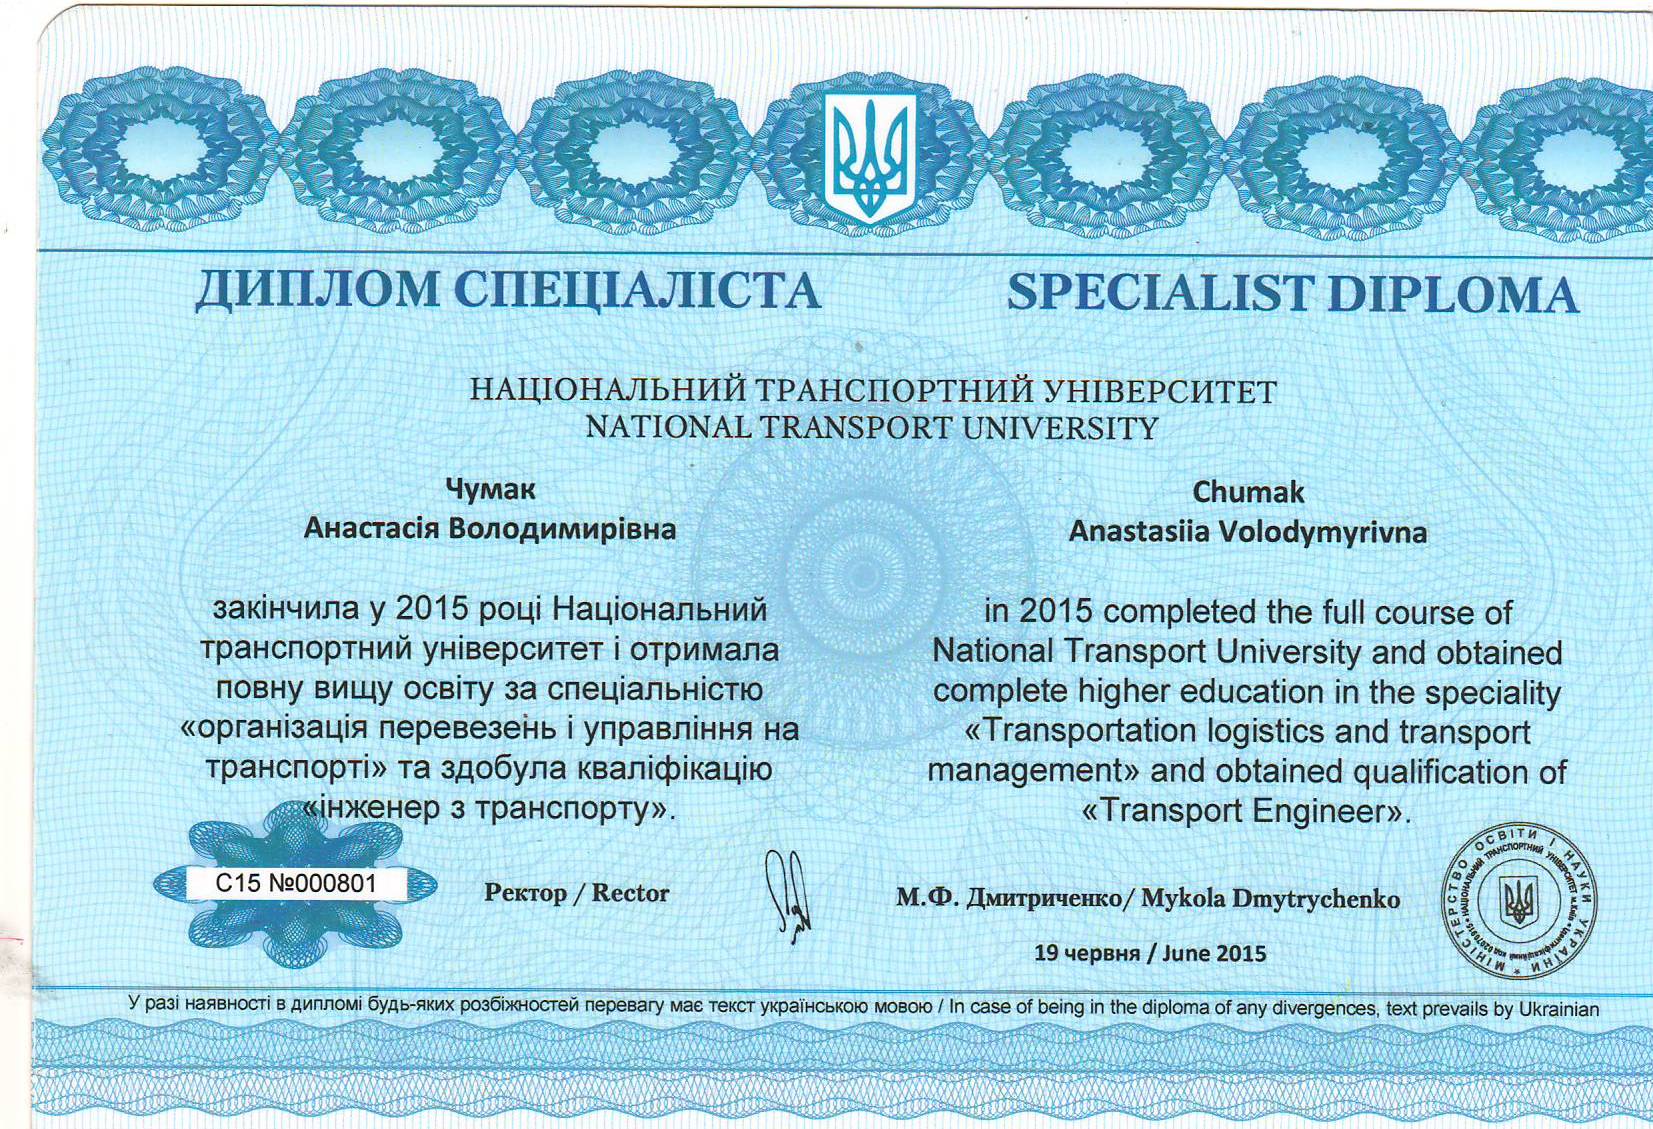 ДИПЛОМ СПЕЦІАЛІСТА
SPECIALIST DIPLOMA
НАЦІОНАЛЬНИЙ ТРАНСПОРТНИЙ УНІВЕРСИТЕТ
NATIONAL TRANSPORT UNIVERSITY
Чумак
Анастасія Володимирівна
закінчила у 2015 році Національний
транспортний університет і отримала
повну вищу освіту за спеціальністю
«організація перевезень і управління на
транспорті» та здобула кваліфікацію
«інженер з транспорту».
Chumak
Anastasiia Volodymyrivna
in 2015 completed the full course of
National Transport University and obtained
complete higher education in the speciality
«Transportation logistics and transport
management» and obtained qualification of
«Transport Engineer».
С15 №000801
Ректор / Rector
М.Ф. Дмитриченко/ Mykola Dmytrychenko
19 червня / June 2015
МІНІСТЕРСТВО ОСВІТИ І НАУКИ УКРАЇНИ
НАЦІОНАЛЬНИЙ ТРАНСПОРТНИЙ УНІВЕРСИТЕТ м.Київ * Ідентифікаційний код 02070915
У разі наявності в дипломі будь-яких розбіжностей перевагу має текст українською мовою / In case of being in the diploma of any divergences, text prevails by Ukrainian